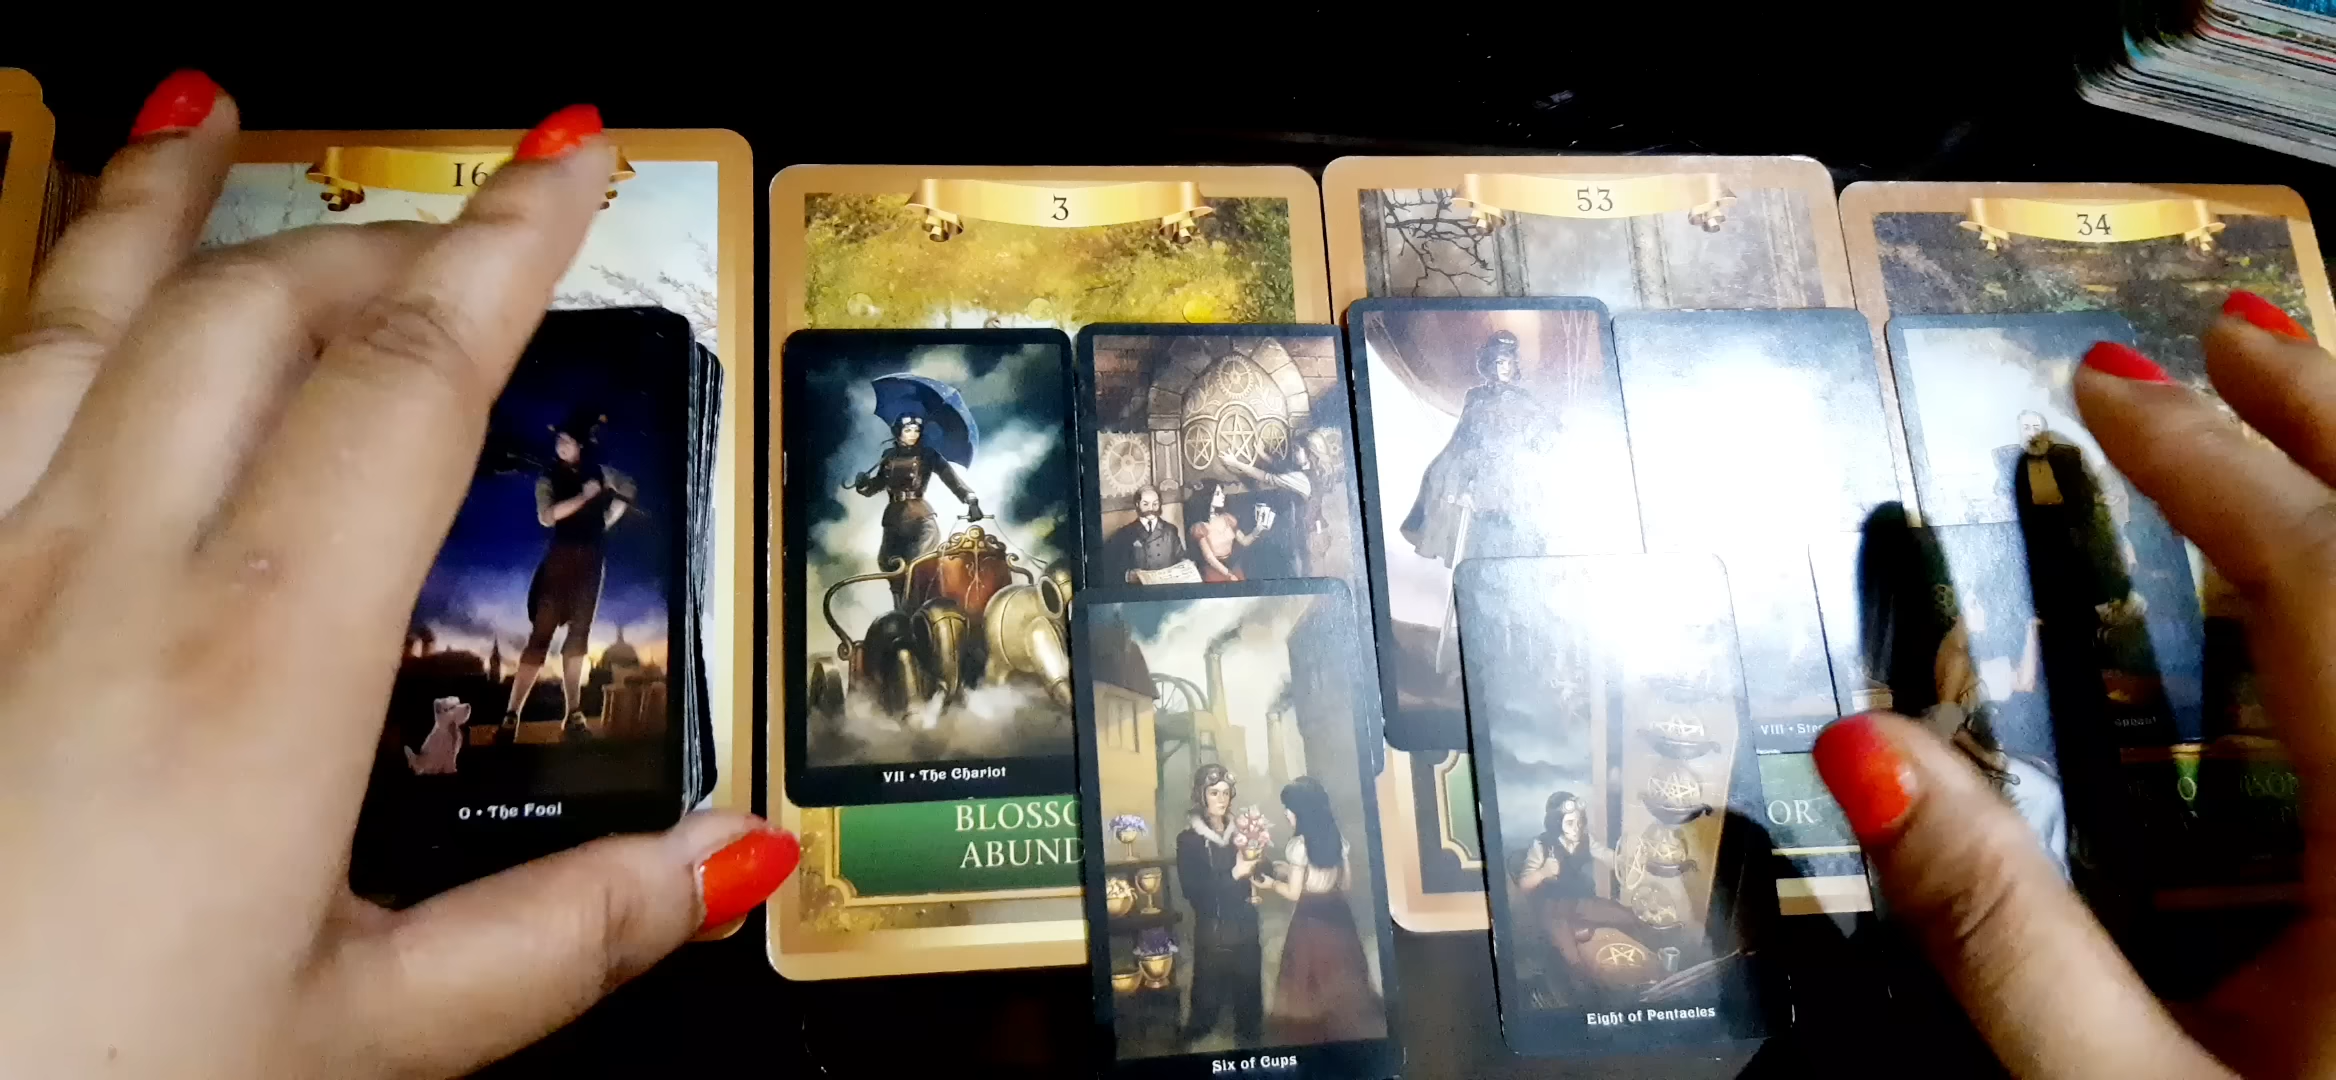 16
3
53
34
0 • The Fool
VII • The Chariot
BLOSSO
ABUND
VIII • Stre
OR
Eight of Pentacles
Six of Cups